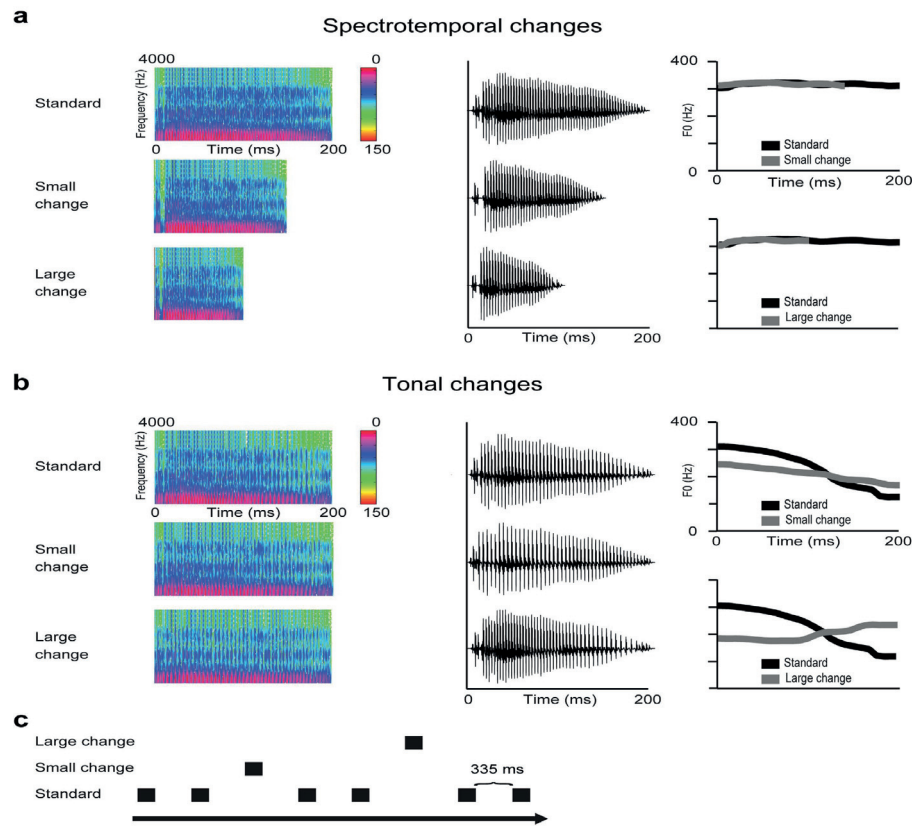 a
Spectrotemporal changes
4000
0
400
Standard
Frequency (Hz)
F0 (Hz)
Standard
Small change
0
Time (ms)
200
150
0
Time (ms)
200
Small
change
Large
change
Standard
Large change
0
Time (ms)
200
b
Tonal changes
4000
0
400
Standard
Frequency (Hz)
F0 (Hz)
Standard
Small change
0
Time (ms)
200
150
0
Time (ms)
200
Small
change
Large
change
Standard
Large change
0
Time (ms)
200
c
Large change
Small change
335 ms
Standard